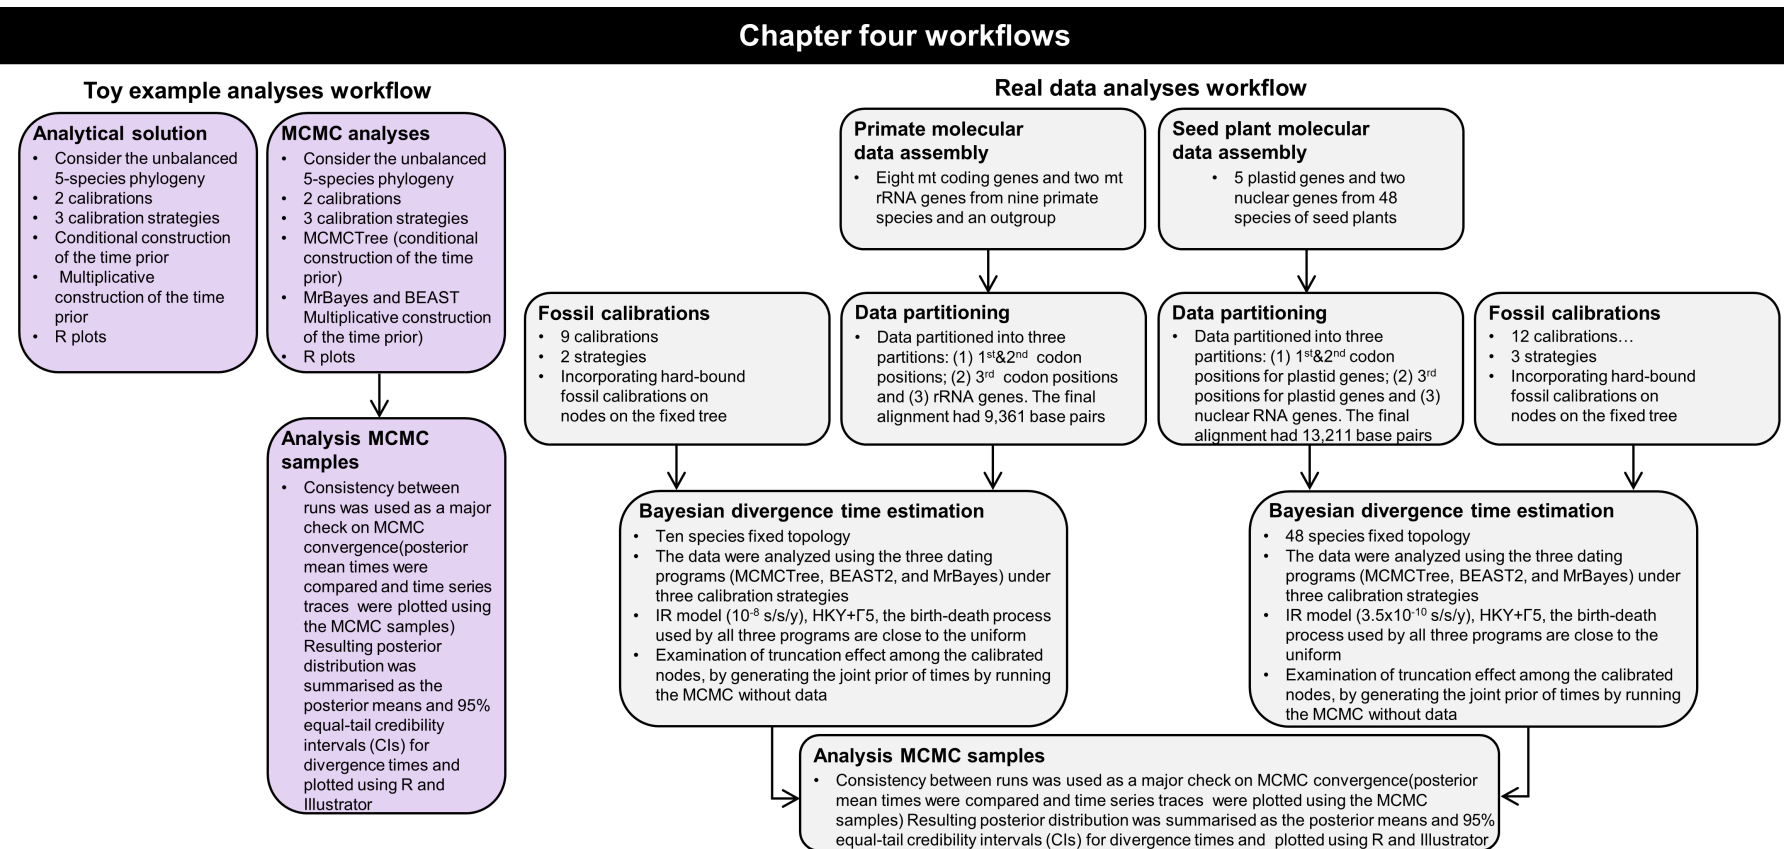 Chapter four workflows
Toy example analyses workflow
Analytical solution
• Consider the unbalanced
5-species phylogeny
• 2 calibrations
• 3 calibration strategies
• Conditional construction
of the time prior
• Multiplicative
construction of the time
prior
• R plots
MCMC analyses
• Consider the unbalanced
5-species phylogeny
• 2 calibrations
• 3 calibration strategies
• MCMCTree (conditional
construction of the time
prior)
• MrBayes and BEAST
Multiplicative construction
of the time prior)
• R plots
Analysis MCMC
samples
• Consistency between
runs was used as a major
check on MCMC
convergence(posterior
mean times were
compared and time series
traces were plotted using
the MCMC samples)
Resulting posterior
distribution was
summarised as the
posterior means and 95%
equal-tail credibility
intervals (CIs) for
divergence times and
plotted using R and
Illustrator
Real data analyses workflow
Primate molecular
data assembly
• Eight mt coding genes and two mt
rRNA genes from nine primate
species and an outgroup
Seed plant molecular
data assembly
• 5 plastid genes and two
nuclear genes from 48
species of seed plants
Fossil calibrations
• 9 calibrations
• 2 strategies
• Incorporating hard-bound
fossil calibrations on
nodes on the fixed tree
Data partitioning
• Data partitioned into three
partitions: (1) 1st&2nd codon
positions; (2) 3rd codon positions
and (3) rRNA genes. The final
alignment had 9,361 base pairs
Data partitioning
• Data partitioned into three
partitions: (1) 1st&2nd codon
positions for plastid genes; (2) 3rd
positions for plastid genes and (3)
nuclear RNA genes. The final
alignment had 13,211 base pairs
Fossil calibrations
• 12 calibrations…
• 3 strategies
• Incorporating hard-bound
fossil calibrations on
nodes on the fixed tree
Bayesian divergence time estimation
• Ten species fixed topology
• The data were analyzed using the three dating
programs (MCMCTree, BEAST2, and MrBayes) under
three calibration strategies
• IR model (10-8 s/s/y), HKY+Γ5, the birth-death process
used by all three programs are close to the uniform
• Examination of truncation effect among the calibrated
nodes, by generating the joint prior of times by running
the MCMC without data
Bayesian divergence time estimation
• 48 species fixed topology
• The data were analyzed using the three dating
programs (MCMCTree, BEAST2, and MrBayes) under
three calibration strategies
• IR model (3.5x10-10 s/s/y), HKY+Γ5, the birth-death
process used by all three programs are close to the
uniform
• Examination of truncation effect among the calibrated
nodes, by generating the joint prior of times by running
the MCMC without data
Analysis MCMC samples
• Consistency between runs was used as a major check on MCMC convergence(posterior
mean times were compared and time series traces were plotted using the MCMC
samples) Resulting posterior distribution was summarised as the posterior means and 95%
equal-tail credibility intervals (CIs) for divergence times and plotted using R and Illustrator